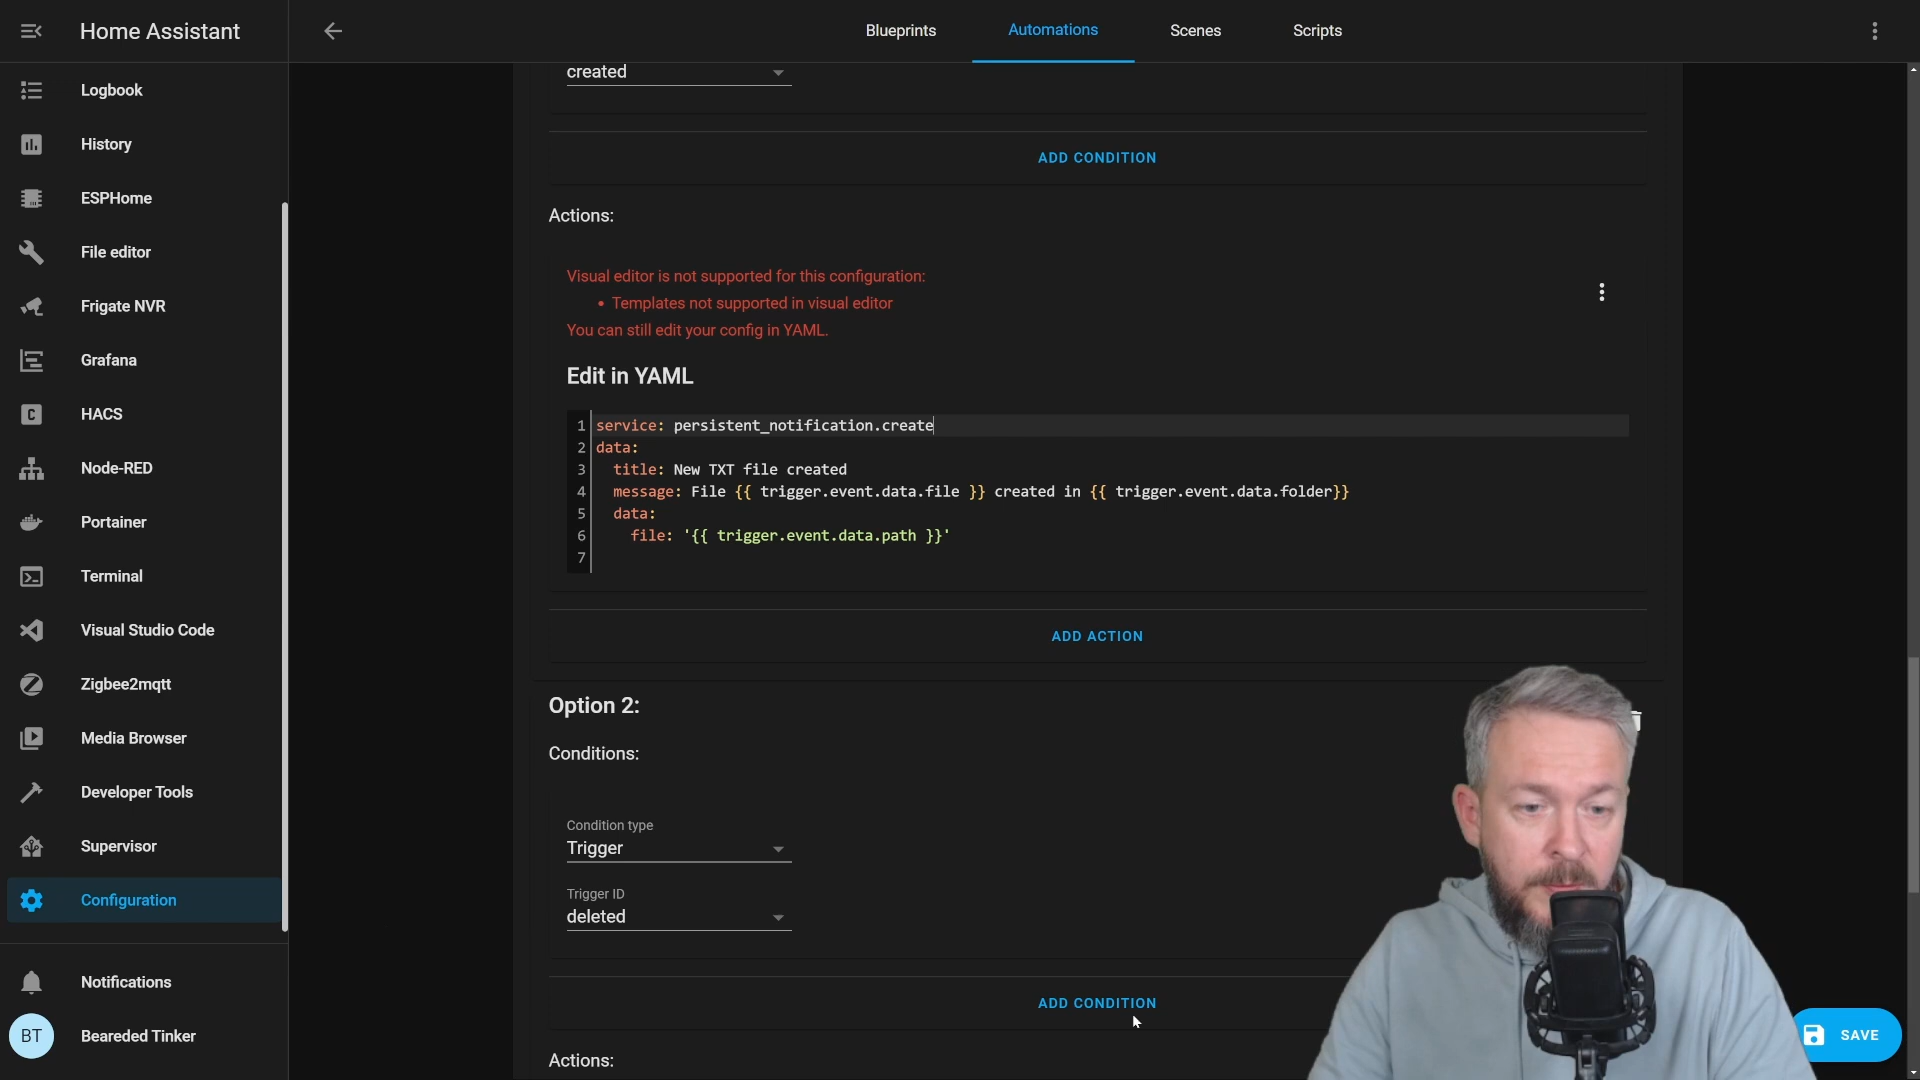 Home Assistant
Blueprints
Automations
Scenes
Scripts
Logbook
History
ESPHome
File editor
Frigate NVR
Grafana
C
HACS
Node-RED
Portainer
Terminal
Visual Studio Code
Zigbee2mqtt
Media Browser
Developer Tools
Supervisor
Configuration
Notifications
BT
Beareded Tinker
created
ADD CONDITION
Actions:
Visual editor is not supported for this configuration:
• Templates not supported in visual editor
You can still edit your config in YAML.
Edit in YAML
1 service: persistent_notification.create
2 data:
3 title: New TXT file created
4 message: File {{ trigger.event.data.file }} created in {{ trigger.event.data.folder}}
5 data:
6 file: '{{ trigger.event.data.path }}'
7
ADD ACTION
Option 2:
Conditions:
Condition type
Trigger
Trigger ID
deleted
ADD CONDITION
Actions:
SAVE